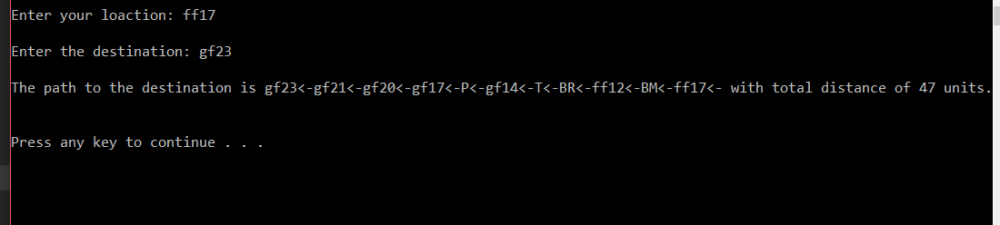 Enter your loaction: ff17
Enter the destination: gf23
The path to the destination is gf23<-gf21<-gf20<-gf17<-P<-gf14<-T<-BR<-ff12<-BM<-ff17<- with total distance of 47 units.
Press any key to continue . . .